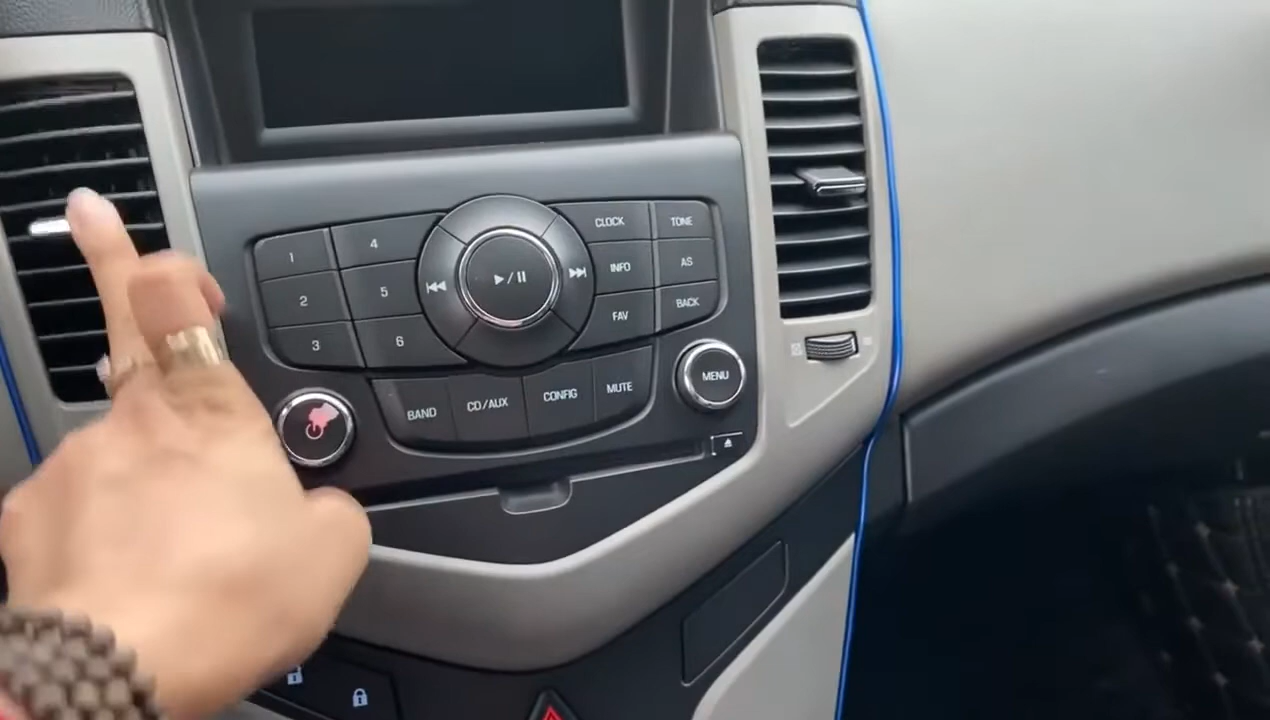 1
4
CLOCK
TONE
2
5
INFO
AS
3
6
FAV
BACK
BAND
CD/AUX
CONFIG
MUTE
MENU